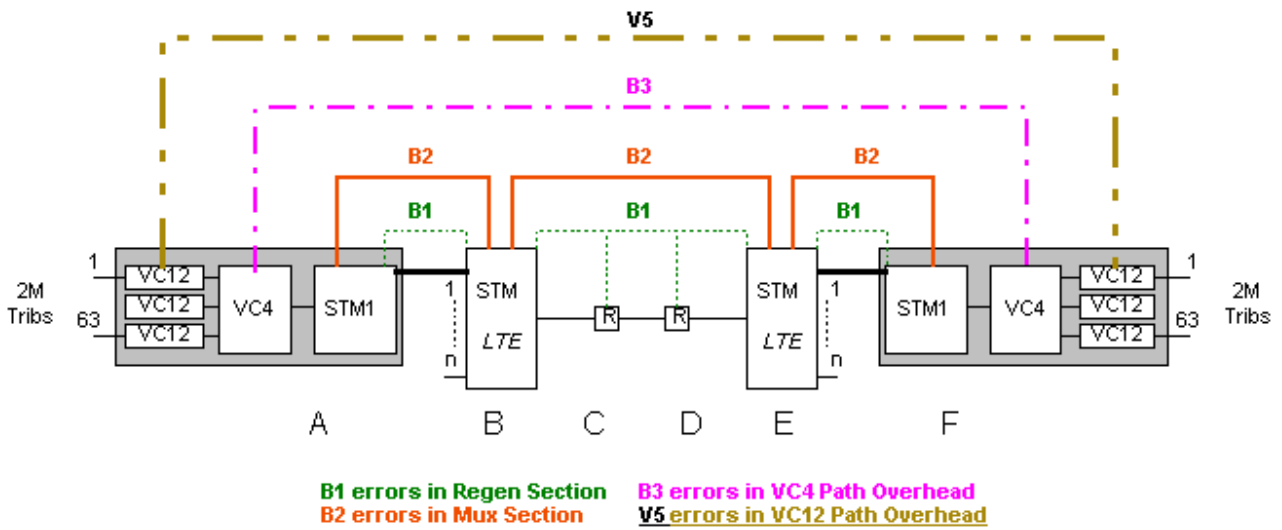 V5
B3
B2 B2 B2
B1 B1 B1
1 VC12 VC4 STM1 STM LTE R R STM LTE STM1 VC4 VC12 1
2M Tribs VC12 1 n 1 n VC12 2M Tribs
63 VC12 VC12 63
A B C D E F
B1 errors in Regen Section B3 errors in VC4 Path Overhead
B2 errors in Mux Section V5 errors in VC12 Path Overhead